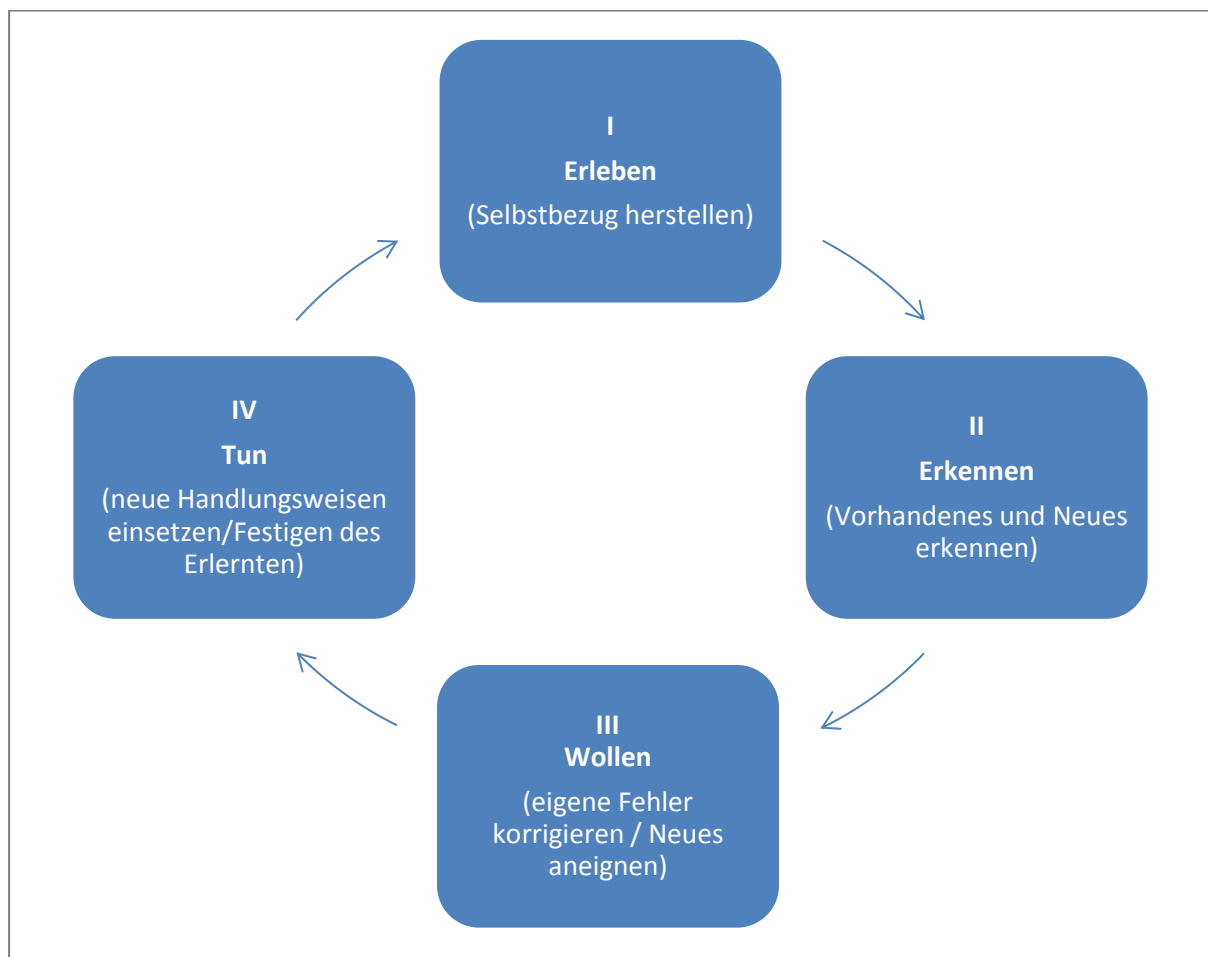 I
Erleben
(Selbstbezug herstellen)
II
Erkennen
(Vorhandenes und Neues
erkennen)
III
Wollen
(eigene Fehler
korrigieren / Neues
aneignen)
IV
Tun
(neue Handlungsweisen
einsetzen/Festigen des
Erlernten)